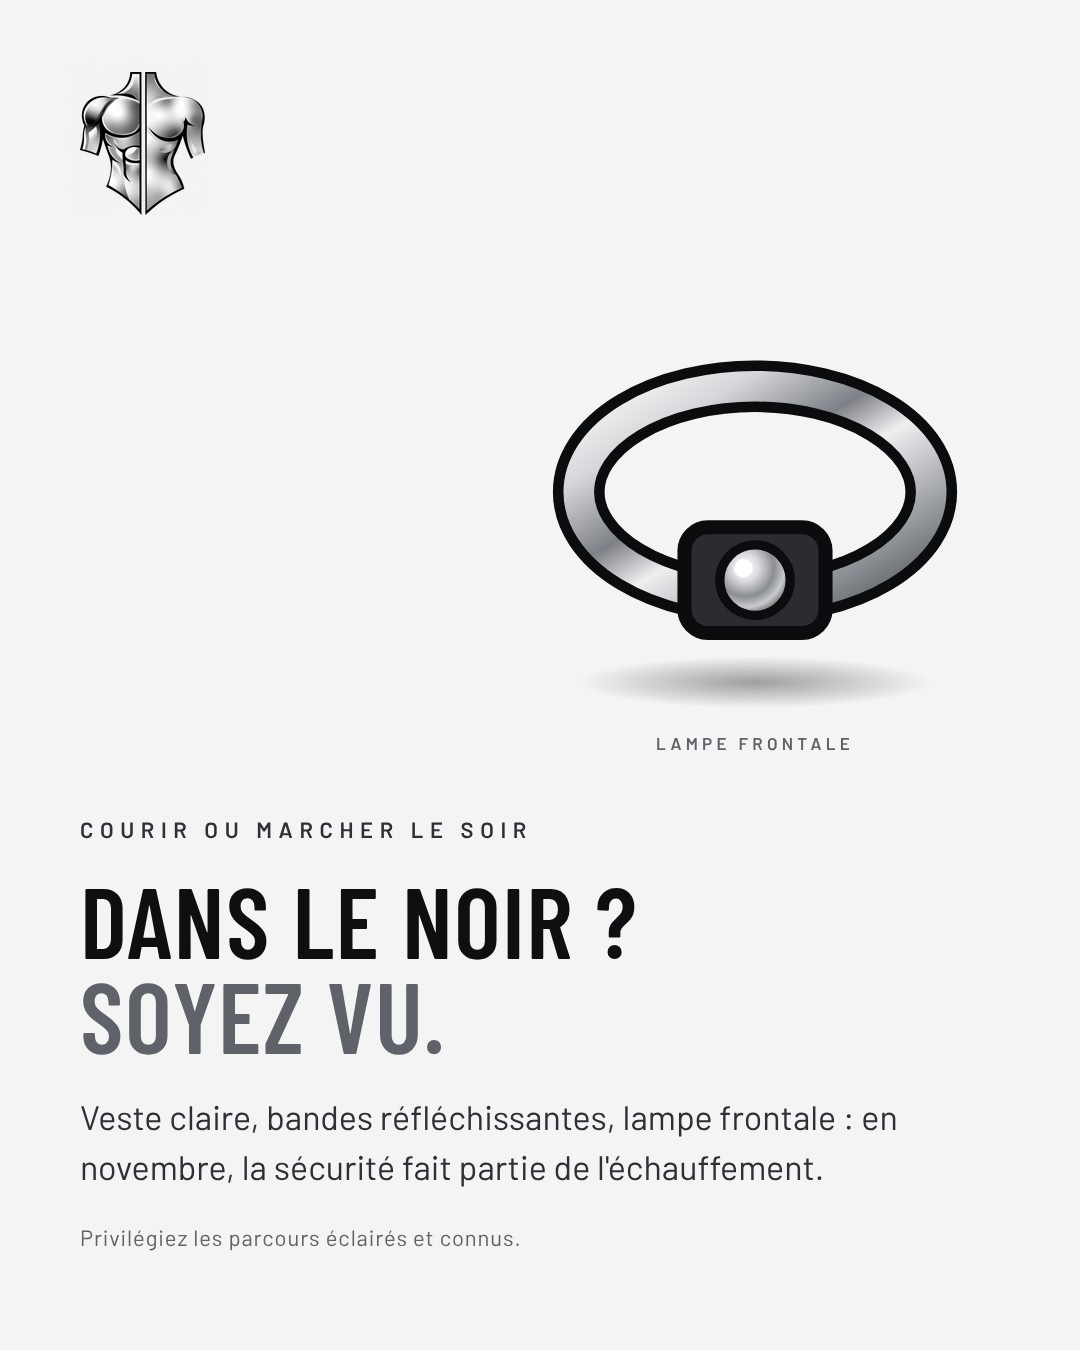 LAMPE FRONTALE
COURIR OU MARCHER LE SOIR
DANS LE NOIR ?
SOYEZ VU.
Veste claire, bandes réfléchissantes, lampe frontale : en
novembre, la sécurité fait partie de l'échauffement.
Privilégiez les parcours éclairés et connus.